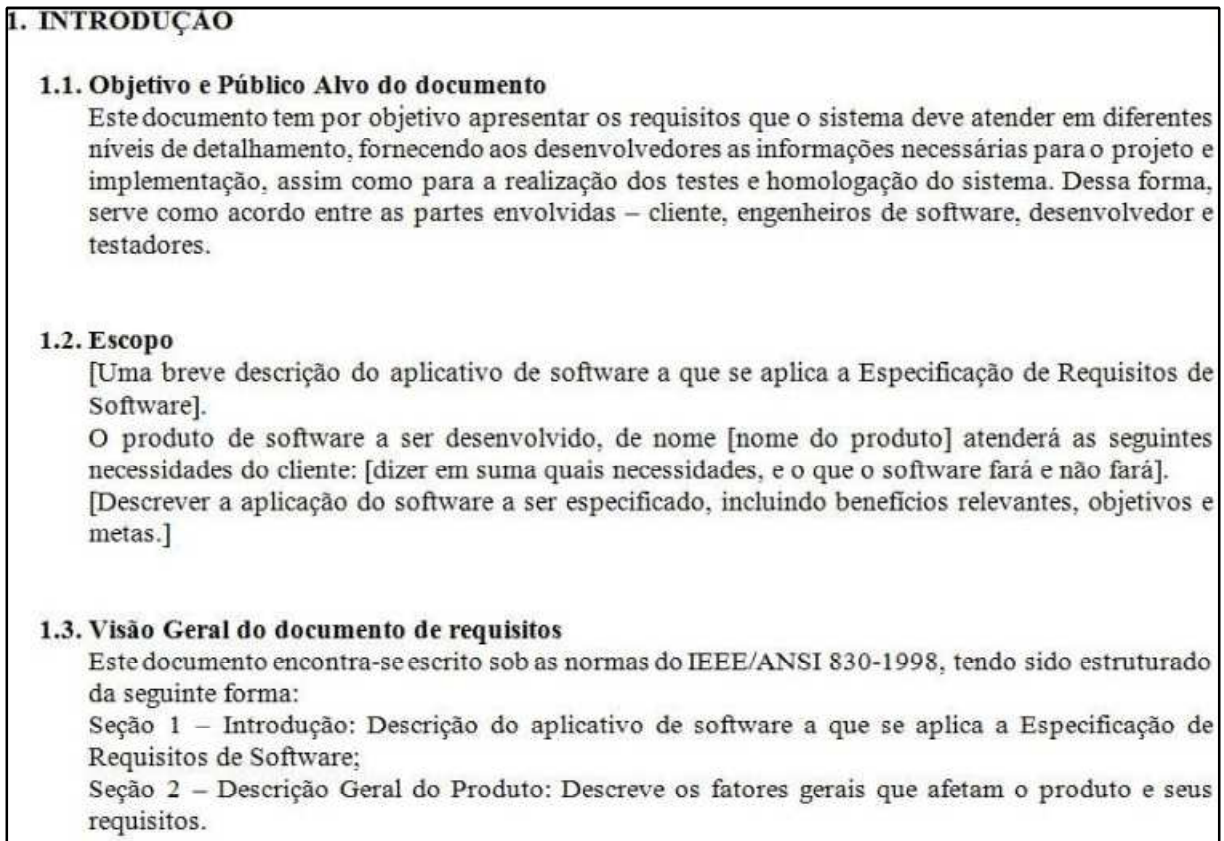 1. INTRODUÇÃO
1.1. Objetivo e Público Alvo do documento
Este documento tem por objetivo apresentar os requisitos que o sistema deve atender em diferentes
níveis de detalhamento, fornecendo aos desenvolvedores as informações necessárias para o projeto e
implementação, assim como para a realização dos testes e homologação do sistema. Dessa forma,
serve como acordo entre as partes envolvidas – cliente, engenheiros de software, desenvolvedor e
testadores.
1.2. Escopo
[Uma breve descrição do aplicativo de software a que se aplica a Especificação de Requisitos de
Software].
O produto de software a ser desenvolvido, de nome [nome do produto] atenderá as seguintes
necessidades do cliente: [dizer em suma quais necessidades, e o que o software fará e não fará].
[Descrever a aplicação do software a ser especificado, incluindo benefícios relevantes, objetivos e
metas.]
1.3. Visão Geral do documento de requisitos
Este documento encontra-se escrito sob as normas do IEEE/ANSI 830-1998, tendo sido estruturado
da seguinte forma:
Seção 1 – Introdução: Descrição do aplicativo de software a que se aplica a Especificação de
Requisitos de Software;
Seção 2 – Descrição Geral do Produto: Descreve os fatores gerais que afetam o produto e seus
requisitos.